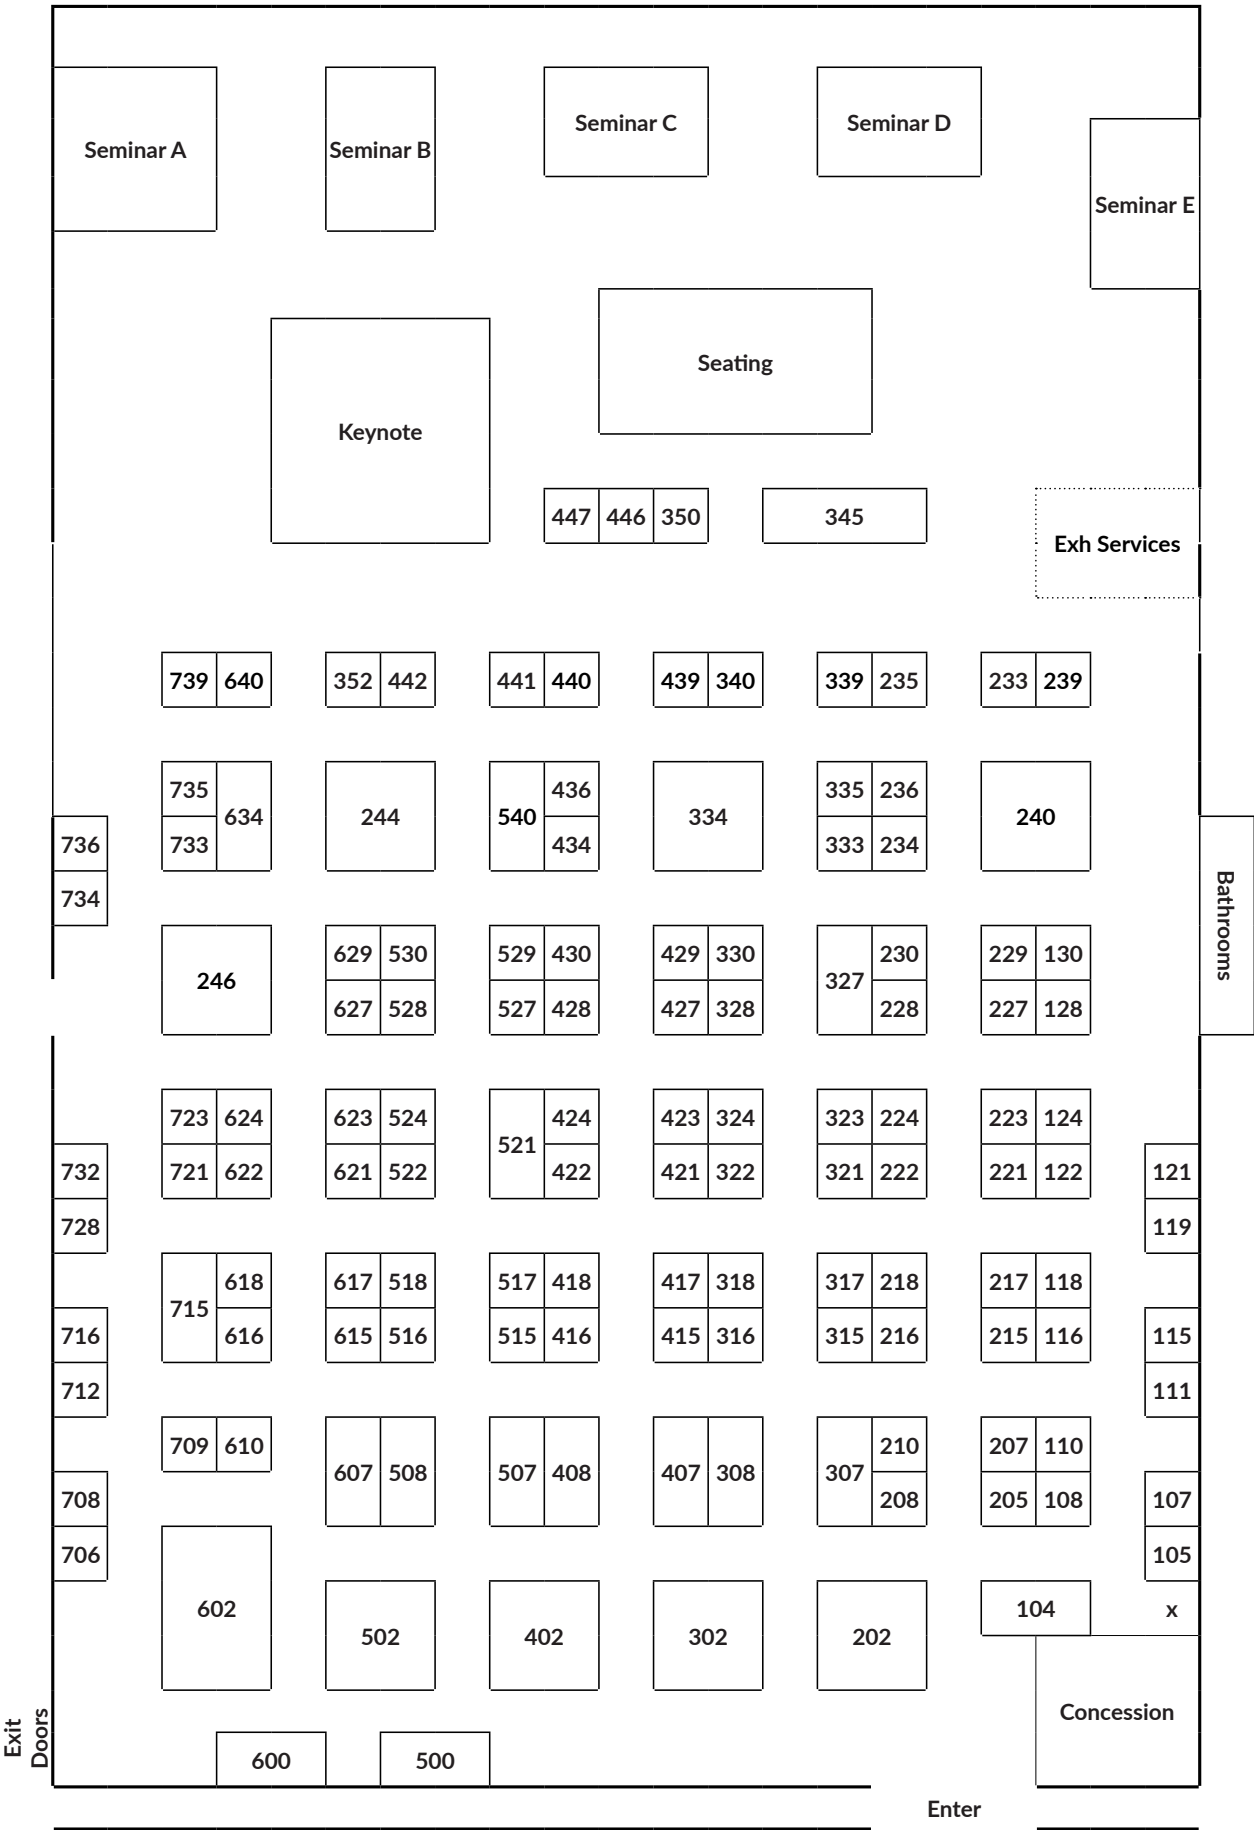 Seminar A
Seminar B
Seminar C
Seminar D
Seminar E
Seating
Keynote
447 446 350 345
Exh Services
739 640 352 442 441 440 439 340 339 235 233 239
735 436 335 236
634 244 540 334 240
736 733 434 333 234
734
Bathrooms
629 530 529 430 429 330 230 229 130
246 327
627 528 527 428 427 328 228 227 128
723 624 623 524 424 423 324 323 224 223 124
521
732 721 622 621 522 422 421 322 321 222 221 122 121
728 119
618 617 518 517 418 417 318 317 218 217 118
715
716 616 615 516 515 416 415 316 315 216 215 116 115
712 111
709 610 210 207 110
607 508 507 408 407 308 307
708 208 205 108 107
706 105
602 104 x
502 402 302 202
Concession
Exit
Doors
600 500
Enter